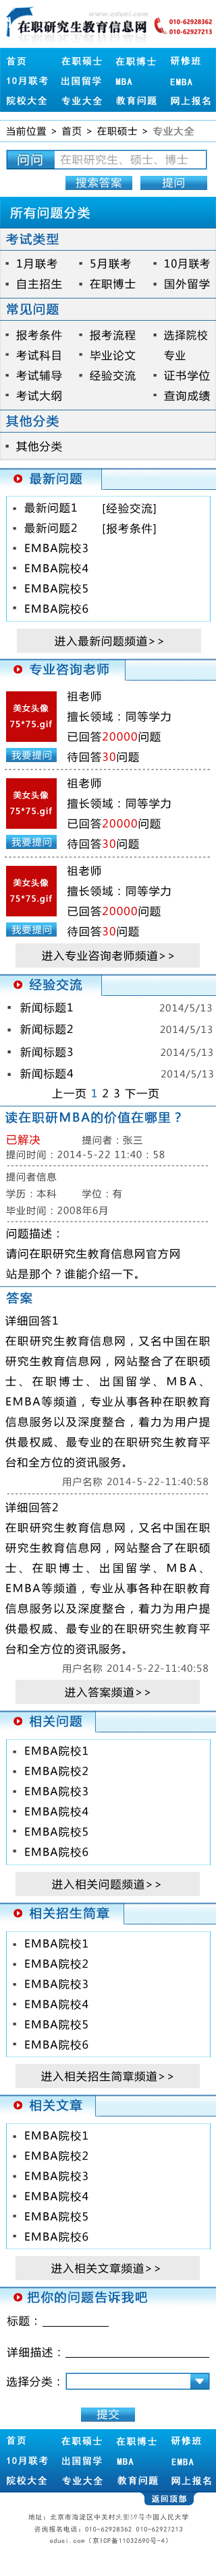 www.eduei.com
在职研究生教育信息网
010-62928362
010-62927213
首页 在职硕士 在职博士 研修班
10月联考 出国留学 MBA EMBA
院校大全 专业大全 教育问题 网上报名
当前位置 > 首页 > 在职硕士 > 专业大全
问问 在职研究生、硕士、博士
搜索答案 提问
所有问题分类
考试类型
1月联考 5月联考 10月联考
自主招生 在职博士 国外留学
常见问题
报考条件 报考流程 选择院校
考试科目 毕业论文 专业
考试辅导 经验交流 证书学位
考试大纲 查询成绩
其他分类
其他分类
最新问题
最新问题1 [经验交流]
最新问题2 [报考条件]
EMBA院校3
EMBA院校4
EMBA院校5
EMBA院校6
进入最新问题频道>>
专业咨询老师
美女头像
75*75.gif
我要提问
祖老师
擅长领域：同等学力
已回答20000问题
待回答30问题
美女头像
75*75.gif
我要提问
祖老师
擅长领域：同等学力
已回答20000问题
待回答30问题
美女头像
75*75.gif
我要提问
祖老师
擅长领域：同等学力
已回答20000问题
待回答30问题
进入专业咨询老师频道>>
经验交流
新闻标题1 2014/5/13
新闻标题2 2014/5/13
新闻标题3 2014/5/13
新闻标题4 2014/5/13
上一页 1 2 3 下一页
读在职研MBA的价值在哪里？
已解决 提问者：张三
提问时间：2014-5-22 11:40：58
提问者信息
学历：本科 学位：有
毕业时间：2008年6月
问题描述：
请问在职研究生教育信息网官方网
站是那个？谁能介绍一下。
答案
详细回答1
在职研究生教育信息网，又名中国在职
研究生教育信息网，网站整合了在职硕
士、在职博士、出国留学、MBA、
EMBA等频道，专业从事各种在职教育
信息服务以及深度整合，着力为用户提
供最权威、最专业的在职研究生教育平
台和全方位的资讯服务。
用户名称 2014-5-22-11:40:58
详细回答2
在职研究生教育信息网，又名中国在职
研究生教育信息网，网站整合了在职硕
士、在职博士、出国留学、MBA、
EMBA等频道，专业从事各种在职教育
信息服务以及深度整合，着力为用户提
供最权威、最专业的在职研究生教育平
台和全方位的资讯服务。
用户名称 2014-5-22-11:40:58
进入答案频道>>
相关问题
EMBA院校1
EMBA院校2
EMBA院校3
EMBA院校4
EMBA院校5
EMBA院校6
进入相关问题频道>>
相关招生简章
EMBA院校1
EMBA院校2
EMBA院校3
EMBA院校4
EMBA院校5
EMBA院校6
进入相关招生简章频道>>
相关文章
EMBA院校1
EMBA院校2
EMBA院校3
EMBA院校4
EMBA院校5
EMBA院校6
进入相关文章频道>>
把你的问题告诉我吧
标题：
详细描述：
选择分类：
提交
首页 在职硕士 在职博士 研修班
10月联考 出国留学 MBA EMBA
院校大全 专业大全 教育问题 网上报名
返回顶部
地址：北京市海淀区中关村大街59号中国人民大学
咨询报名电话：010-62928362 010-62927213
eduei.com（京ICP备11032690号-4）